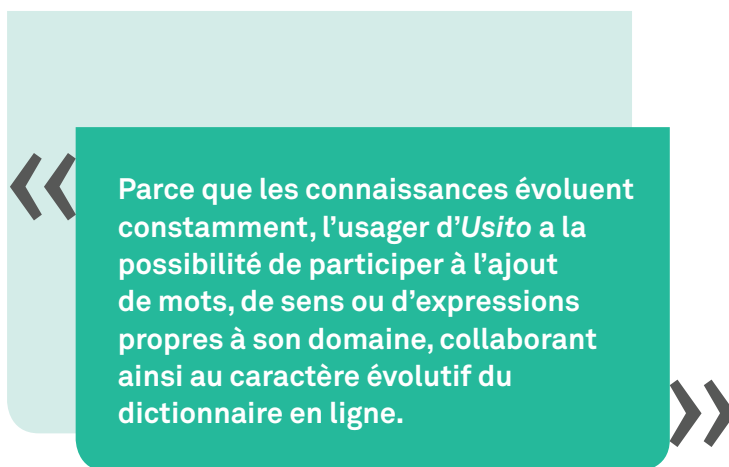 «
Parce que les connaissances évoluent
constamment, l’usager d’Usito a la
possibilité de participer à l’ajout
de mots, de sens ou d’expressions
propres à son domaine, collaborant
ainsi au caractère évolutif du
dictionnaire en ligne.
»